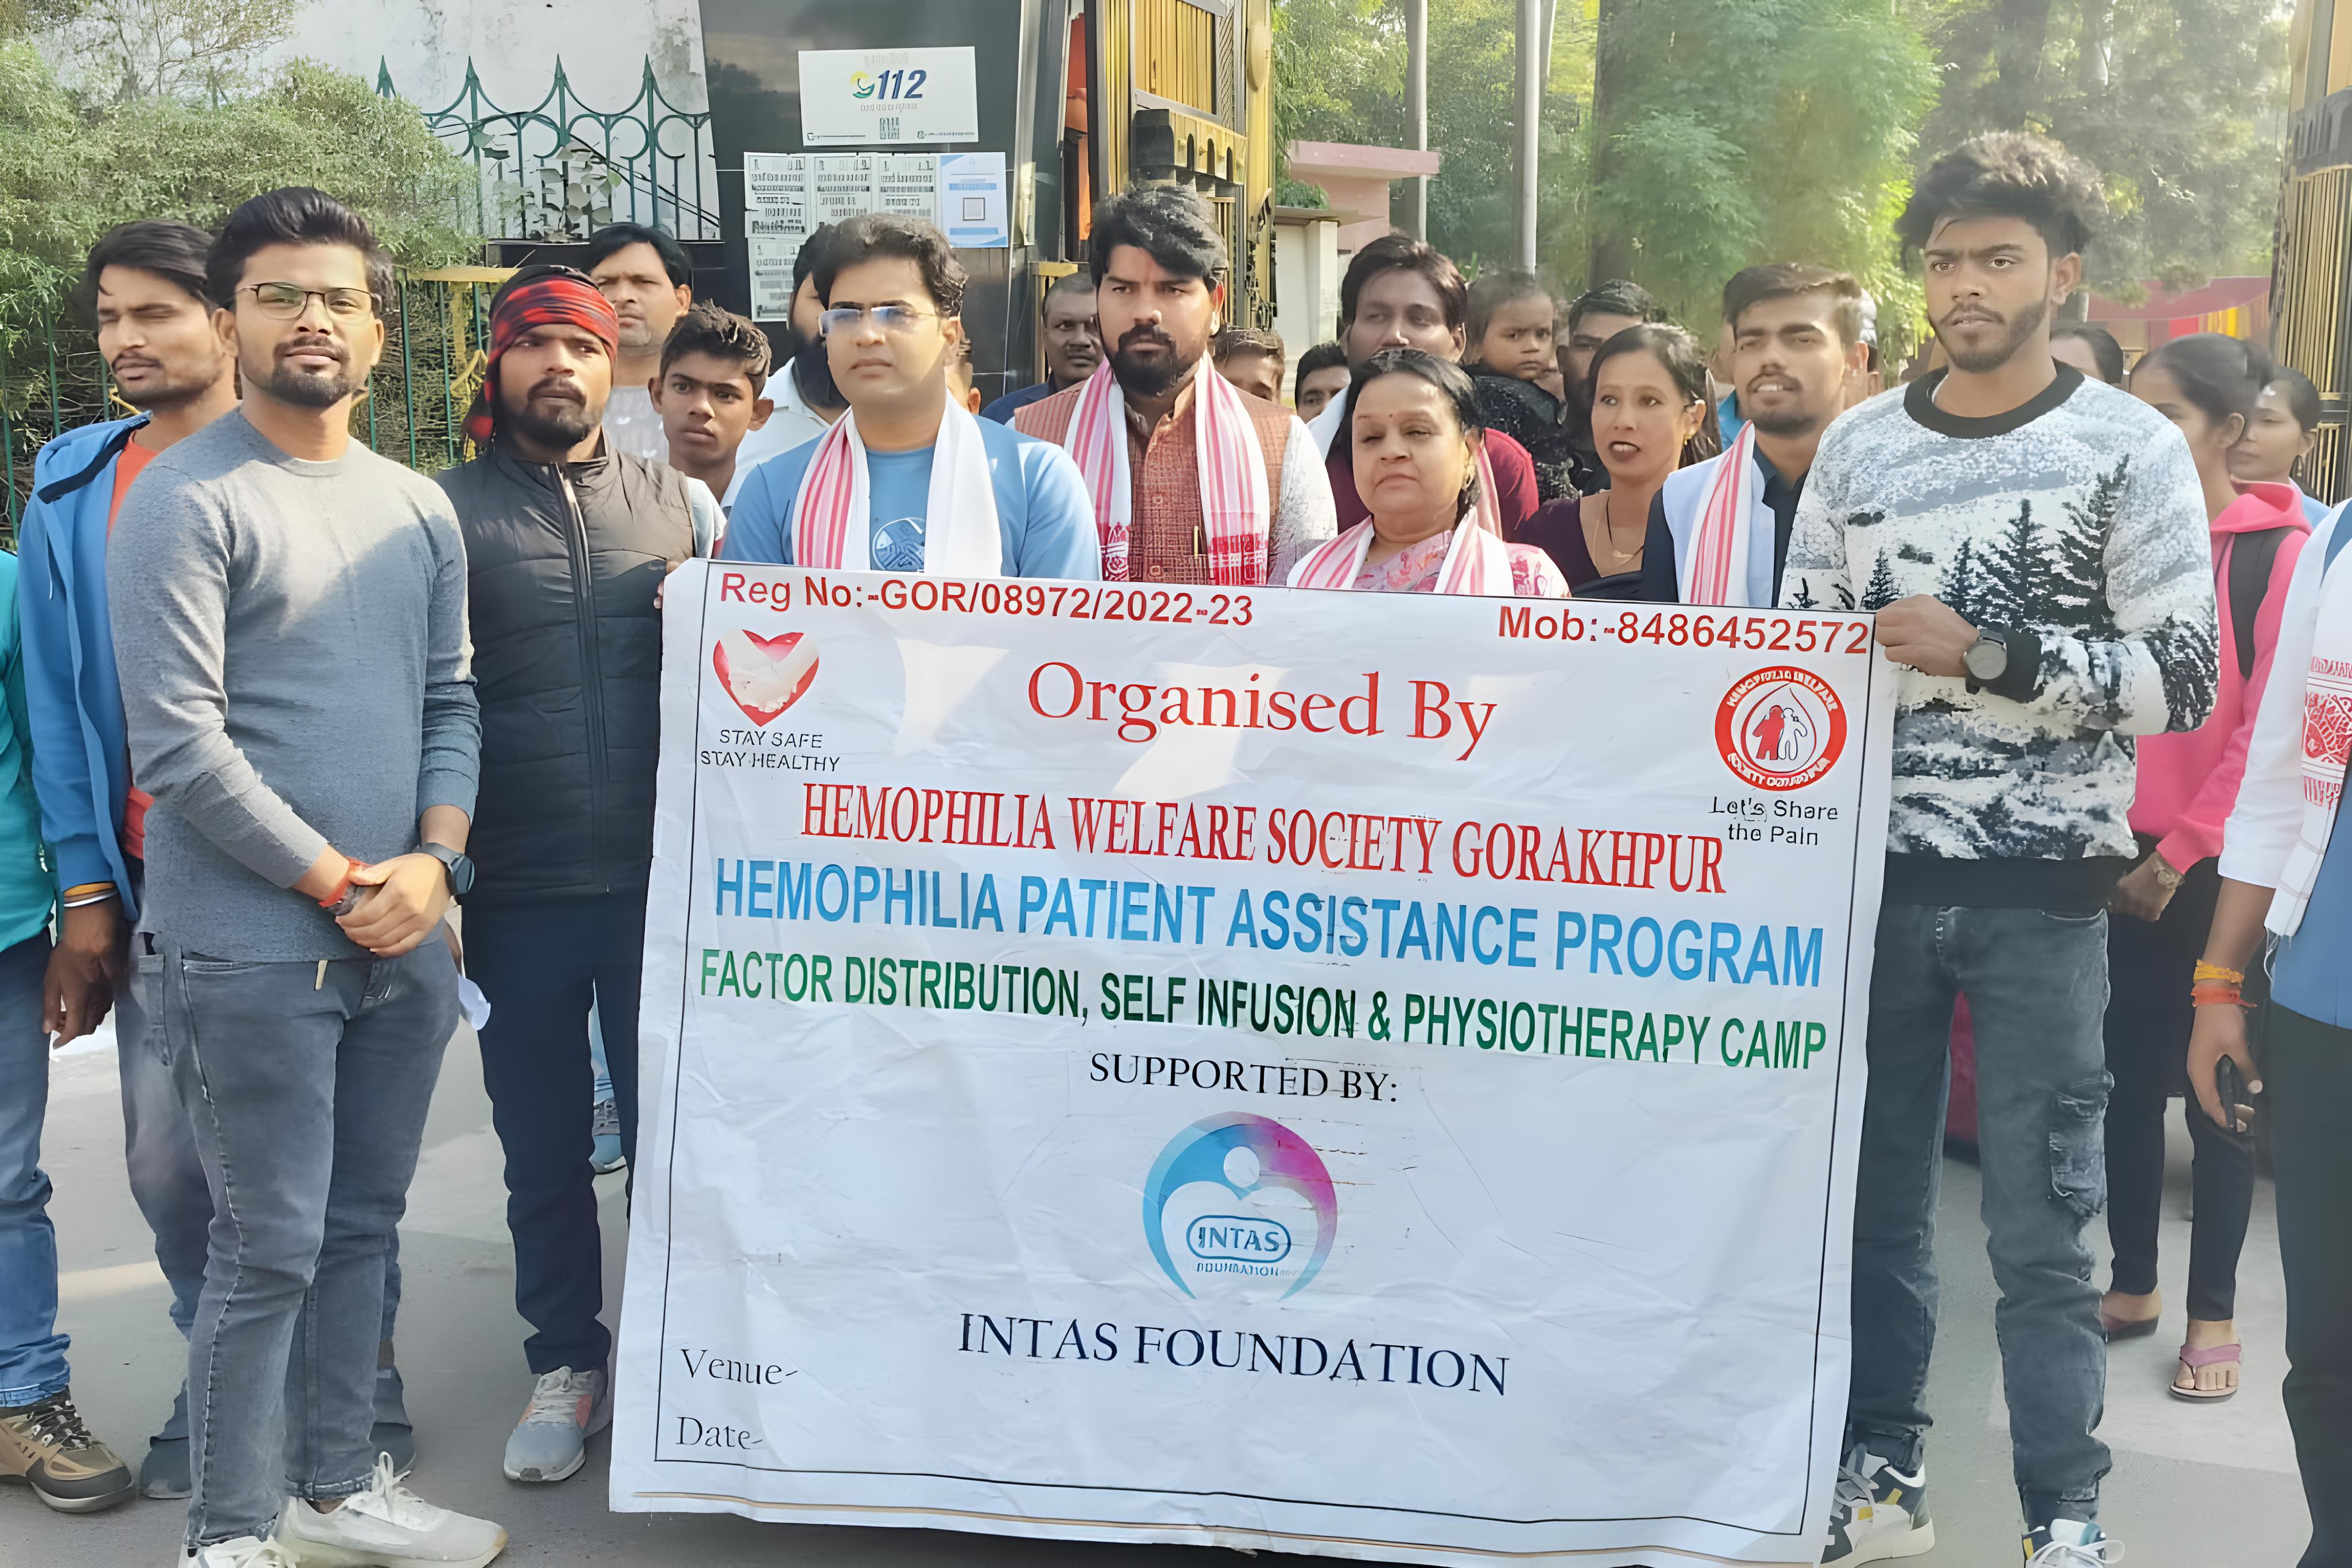 112
Reg No:-GOR/08972/2022-23
Mob:-8486452572
STAY SAFE
STAY HEALTHY
Organised By
Let's Share
the Pain
HEMOPHILIA WELFARE SOCIETY GORAKHPUR
HEMOPHILIA PATIENT ASSISTANCE PROGRAM
FACTOR DISTRIBUTION, SELF INFUSION & PHYSIOTHERAPY CAMP
SUPPORTED BY:
INTAS
FOUNDATION
INTAS FOUNDATION
Venue-
Date-